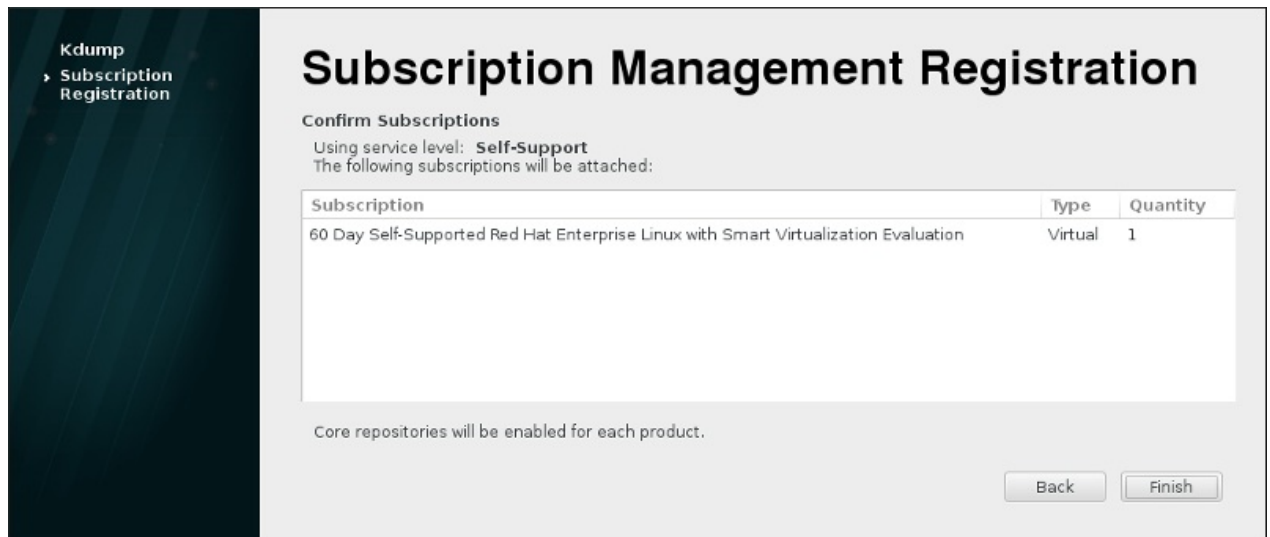 Kdump
Subscription
Registration
Subscription Management Registration
Confirm Subscriptions
Using service level: Self-Support
The following subscriptions will be attached:
Subscription Type Quantity
60 Day Self-Supported Red Hat Enterprise Linux with Smart Virtualization Evaluation Virtual 1
Core repositories will be enabled for each product.
Back Finish